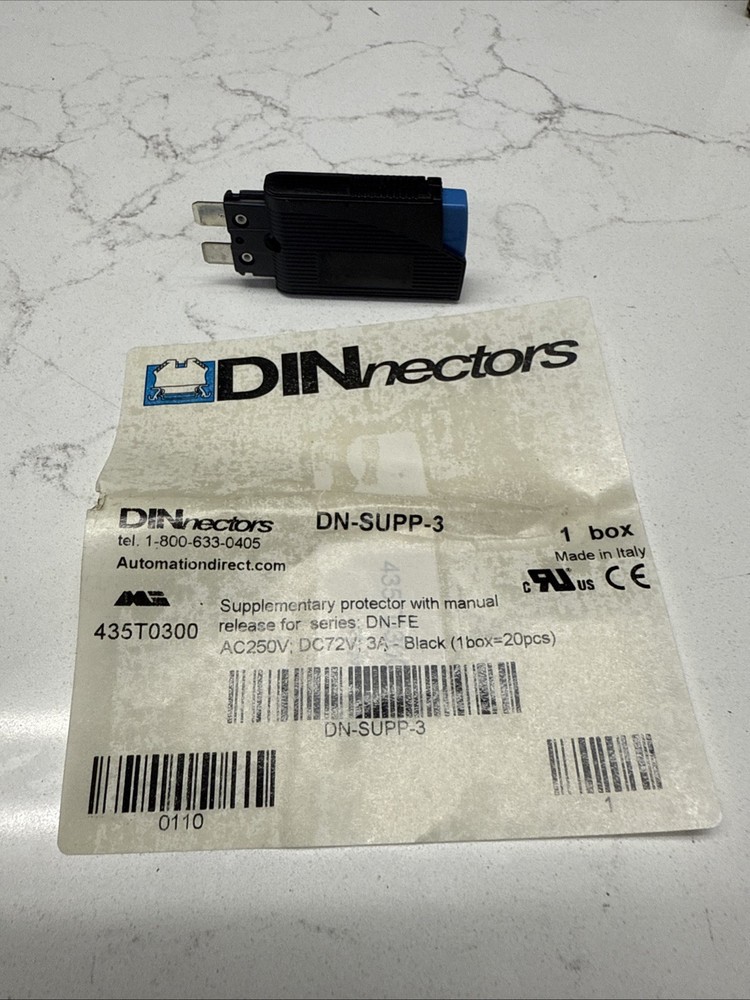 DINnectors
DINnectors DN-SUPP-3 1 box
tel. 1-800-633-0405 Made in Italy
Automationdirect.com c RU US CE
435T0300 Supplementary protector with manual
release for series: DN-FE
AC250V; DC72V; 3A - Black (1box=20pcs)
DN-SUPP-3
0110 1